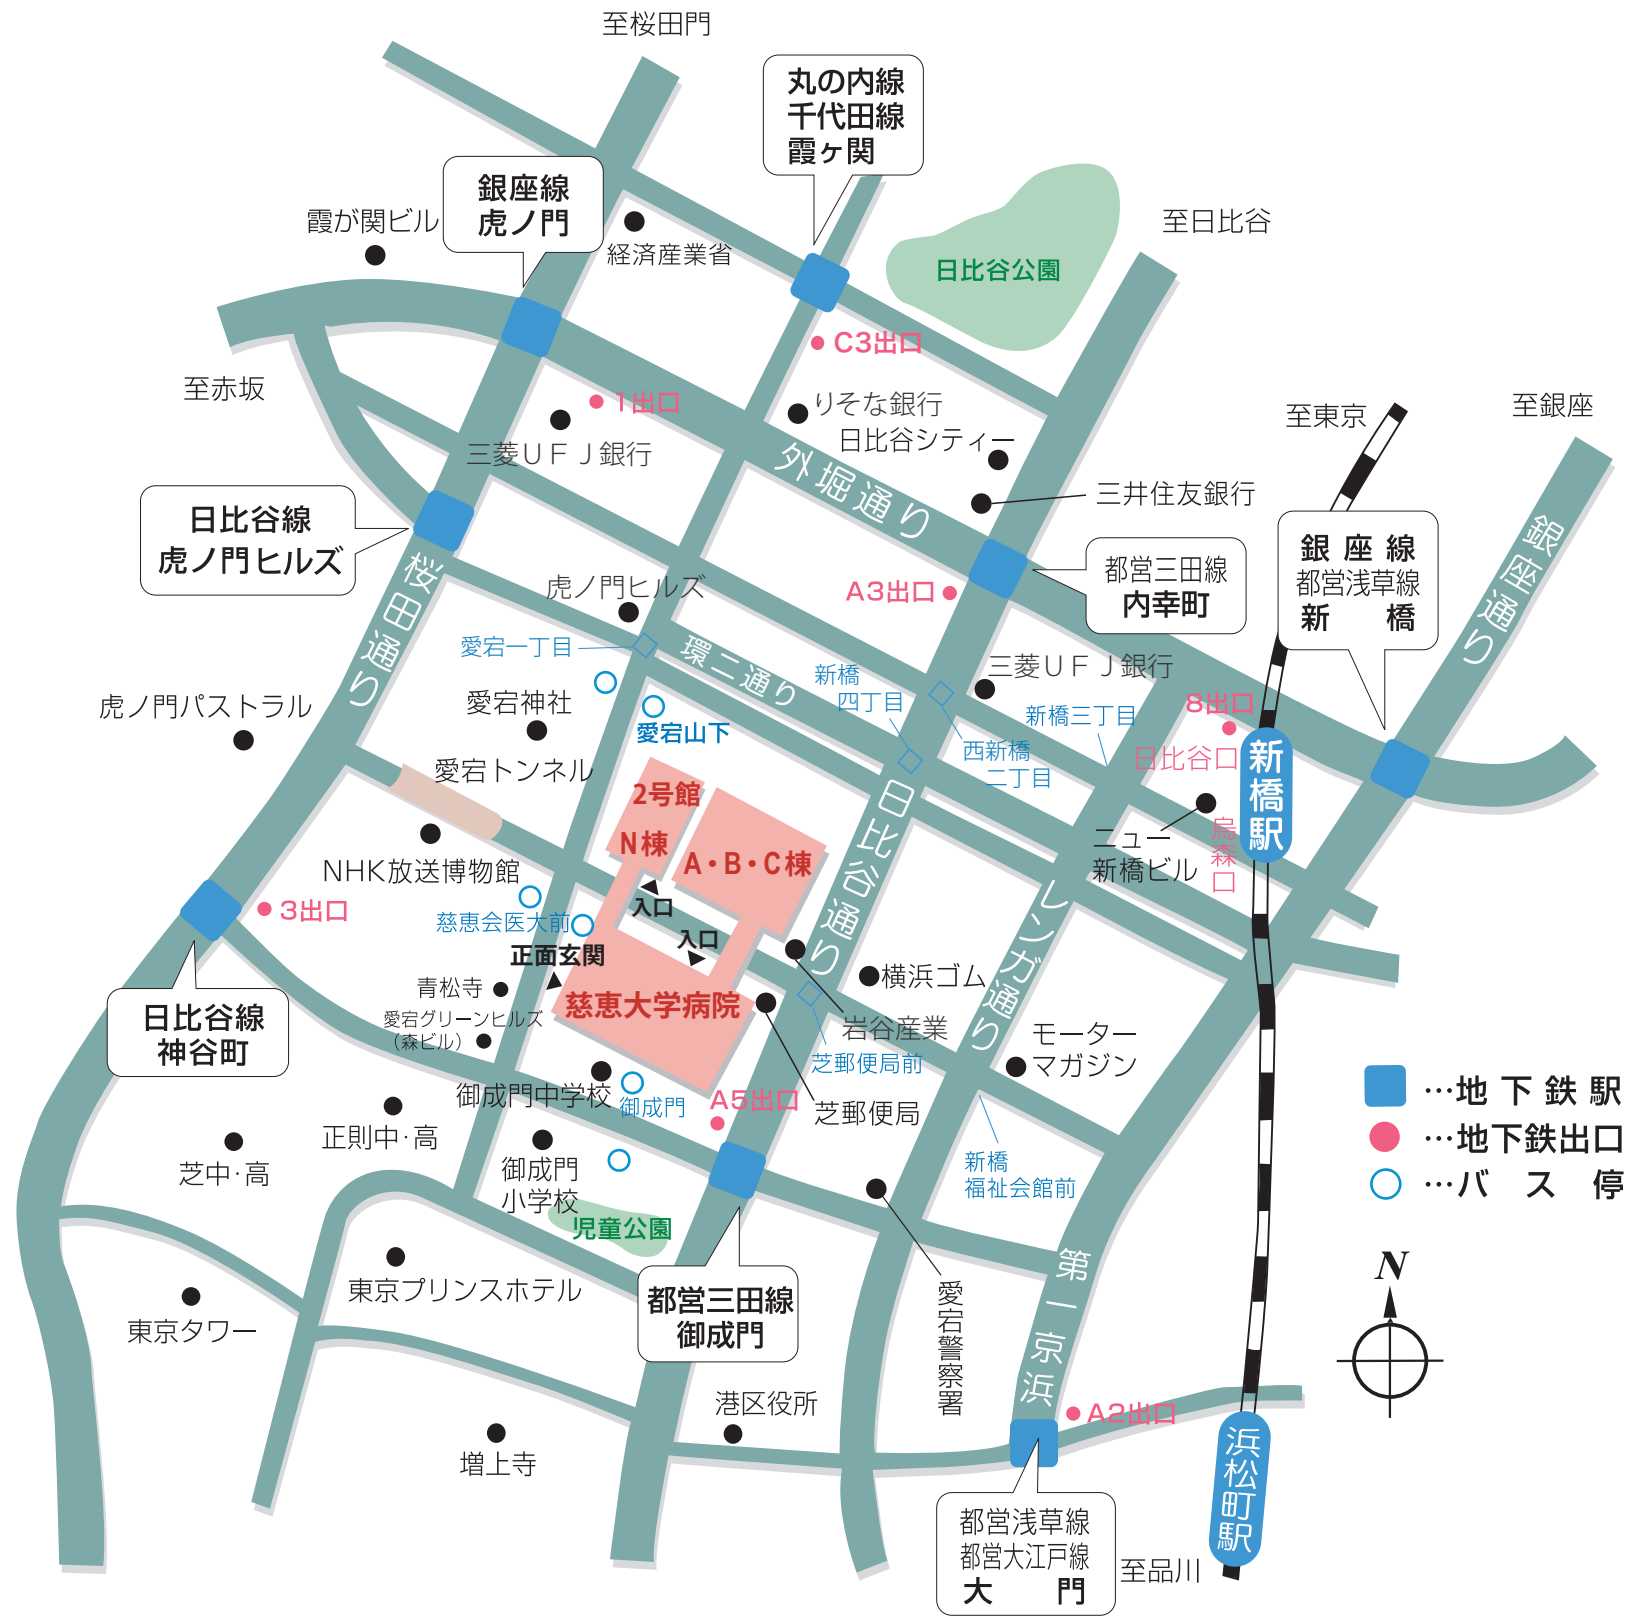 至桜田門
丸の内線
千代田線
霞ヶ関
銀座線
虎ノ門
霞が関ビル
経済産業省
日比谷公園
至日比谷
C3出口
至赤坂
1出口
三菱UFJ銀行
りそな銀行
日比谷シティー
三井住友銀行
至東京
至銀座
外堀通り
日比谷線
虎ノ門ヒルズ
桜田通り
虎ノ門ヒルズ
A3出口
都営三田線
内幸町
銀座線
都営浅草線
新橋
銀座通り
愛宕一丁目
環二通り
新橋
四丁目
三菱UFJ銀行
8出口
新橋三丁目
西新橋
二丁目
日比谷口
新橋駅
虎ノ門パストラル
愛宕神社
愛宕山下
愛宕トンネル
2号館
N棟
A・B・C棟
日比谷通り
ニュー
新橋ビル
烏森口
NHK放送博物館
入口
入口
慈恵会医大前
正面玄関
3出口
青松寺
慈恵大学病院
横浜ゴム
レンガ通り
愛宕グリーンヒルズ
（森ビル）
岩谷産業
芝郵便局前
モーター
マガジン
日比谷線
神谷町
御成門中学校
御成門
A5出口
芝郵便局
正則中・高
芝中・高
御成門
小学校
新橋
福祉会館前
児童公園
東京プリンスホテル
東京タワー
都営三田線
御成門
愛宕警察署
第一京浜
港区役所
増上寺
A2出口
浜松町駅
都営浅草線
都営大江戸線
大門
至品川
…地下鉄駅
…地下鉄出口
…バス停
N